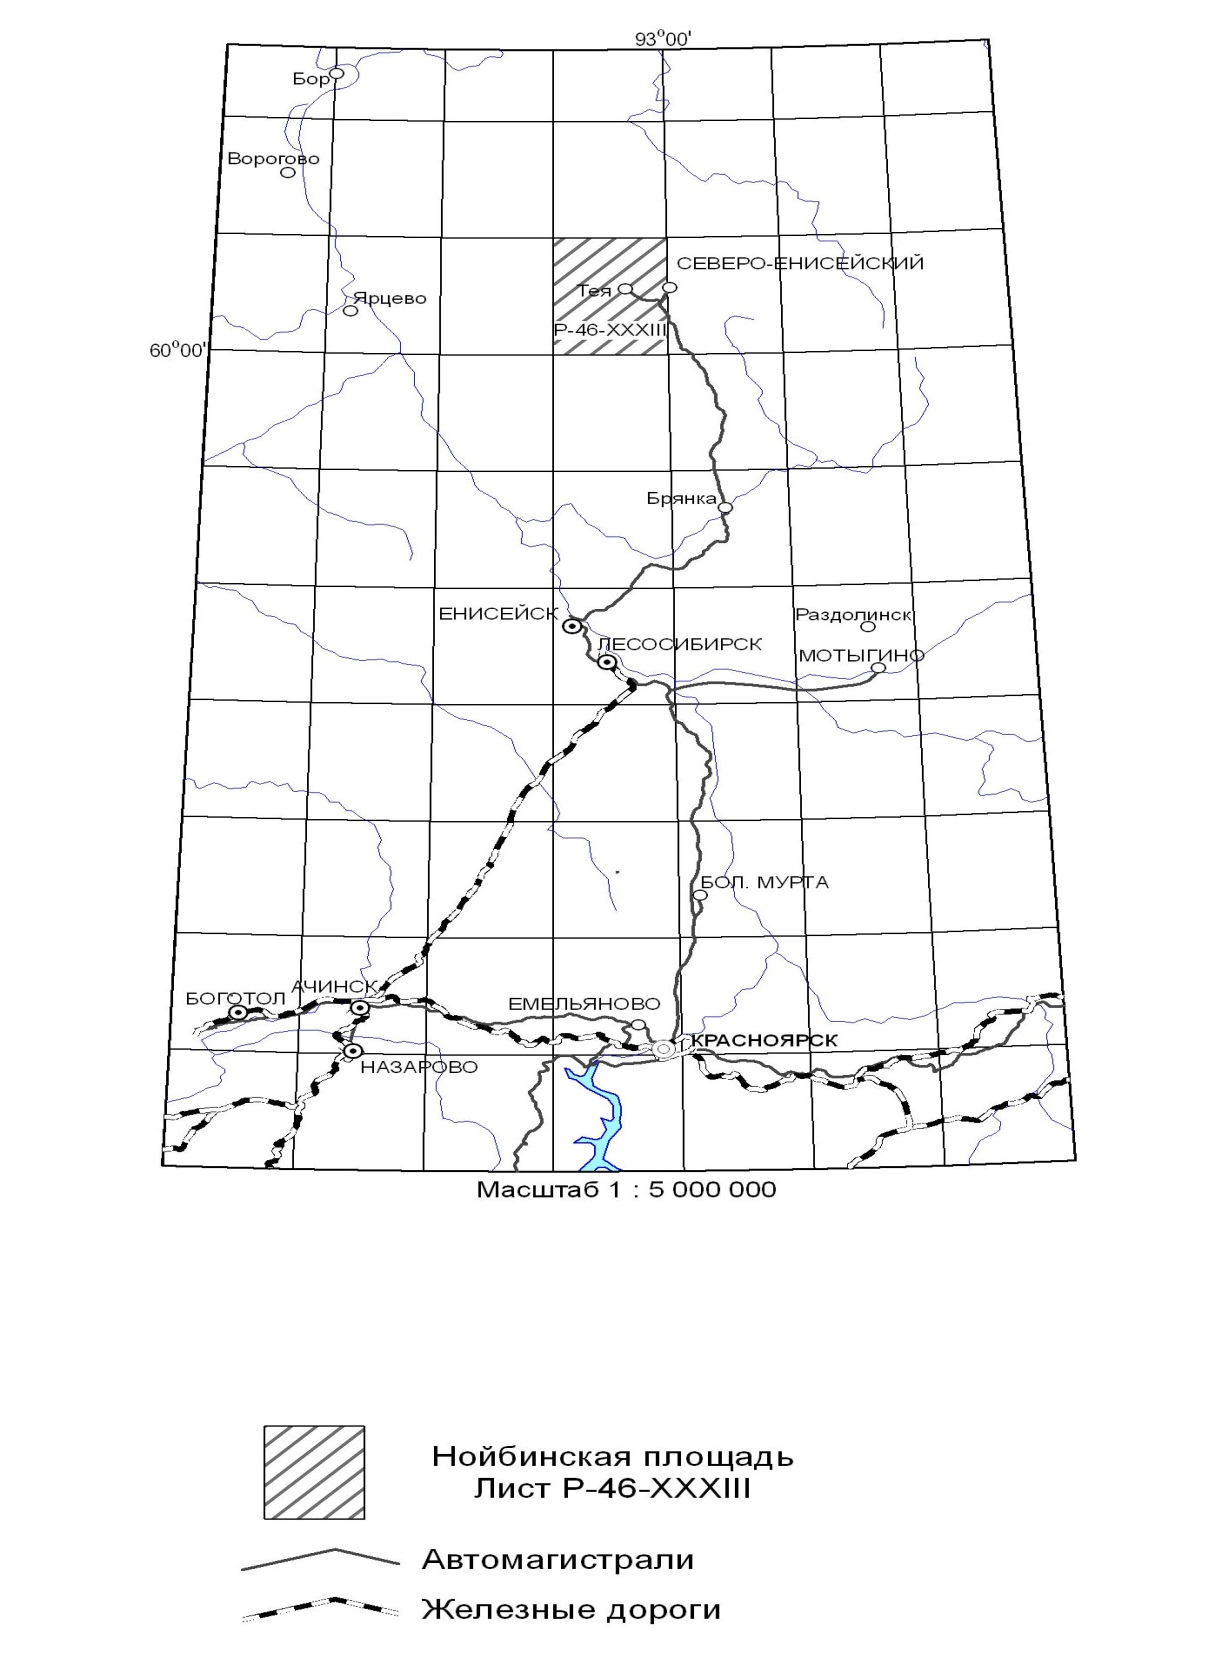 93°00'
Бор
Ворогово
СЕВЕРО-ЕНИСЕЙСКИЙ
Тея
Ярцево
P-46-XXXIII
60°00'
Брянка
ЕНИСЕЙСК
Раздолинск
ЛЕСОСИБИРСК
МОТЫГИНО
БОЛ. МУРТА
АЧИНСК
БОГОТОЛ
ЕМЕЛЬЯНОВО
КРАСНОЯРСК
НАЗАРОВО
Масштаб 1 : 5 000 000
Нойбинская площадь
Лист P-46-XXXIII
Автомагистрали
Железные дороги